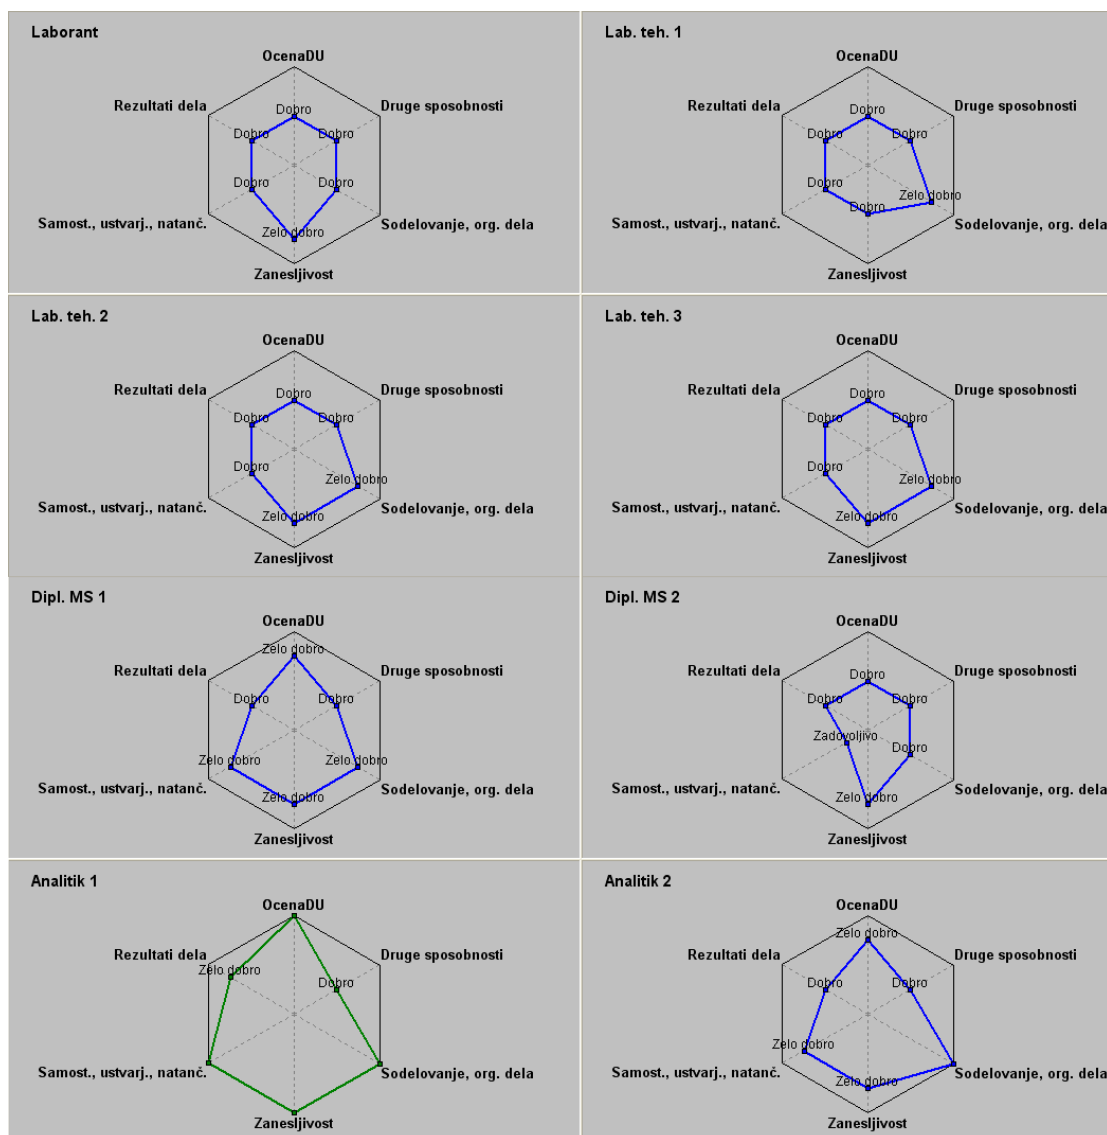 Laborant
OcenaDU
Rezultati dela
Druge sposobnosti
Dobro
Dobro
Dobro
Dobro
Dobro
Zelo dobro
Samost., ustvarj., natanč.
Sodelovanje, org. dela
Zanesljivost
Lab. teh. 1
OcenaDU
Rezultati dela
Druge sposobnosti
Dobro
Dobro
Dobro
Dobro
Zelo dobro
Dobro
Samost., ustvarj., natanč.
Sodelovanje, org. dela
Zanesljivost
Lab. teh. 2
OcenaDU
Rezultati dela
Druge sposobnosti
Dobro
Dobro
Dobro
Dobro
Zelo dobro
Zelo dobro
Samost., ustvarj., natanč.
Sodelovanje, org. dela
Zanesljivost
Lab. teh. 3
OcenaDU
Rezultati dela
Druge sposobnosti
Dobro
Dobro
Dobro
Dobro
Zelo dobro
Zelo dobro
Samost., ustvarj., natanč.
Sodelovanje, org. dela
Zanesljivost
Dipl. MS 1
OcenaDU
Zelo dobro
Rezultati dela
Druge sposobnosti
Dobro
Dobro
Zelo dobro
Zelo dobro
Zelo dobro
Samost., ustvarj., natanč.
Sodelovanje, org. dela
Zanesljivost
Dipl. MS 2
OcenaDU
Rezultati dela
Druge sposobnosti
Dobro
Dobro
Dobro
Zadovoljivo
Dobro
Zelo dobro
Samost., ustvarj., natanč.
Sodelovanje, org. dela
Zanesljivost
Analitik 1
OcenaDU
Rezultati dela
Druge sposobnosti
Zelo dobro
Dobro
Samost., ustvarj., natanč.
Sodelovanje, org. dela
Zanesljivost
Analitik 2
OcenaDU
Zelo dobro
Rezultati dela
Druge sposobnosti
Dobro
Dobro
Zelo dobro
Zelo dobro
Samost., ustvarj., natanč.
Sodelovanje, org. dela
Zanesljivost